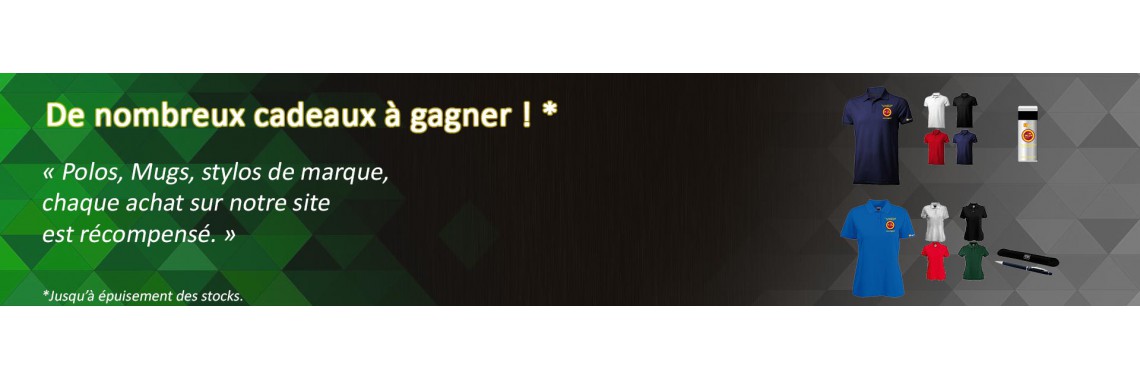 De nombreux cadeaux à gagner ! *
« Polos, Mugs, stylos de marque,
chaque achat sur notre site
est récompensé. »
*Jusqu’à épuisement des stocks.